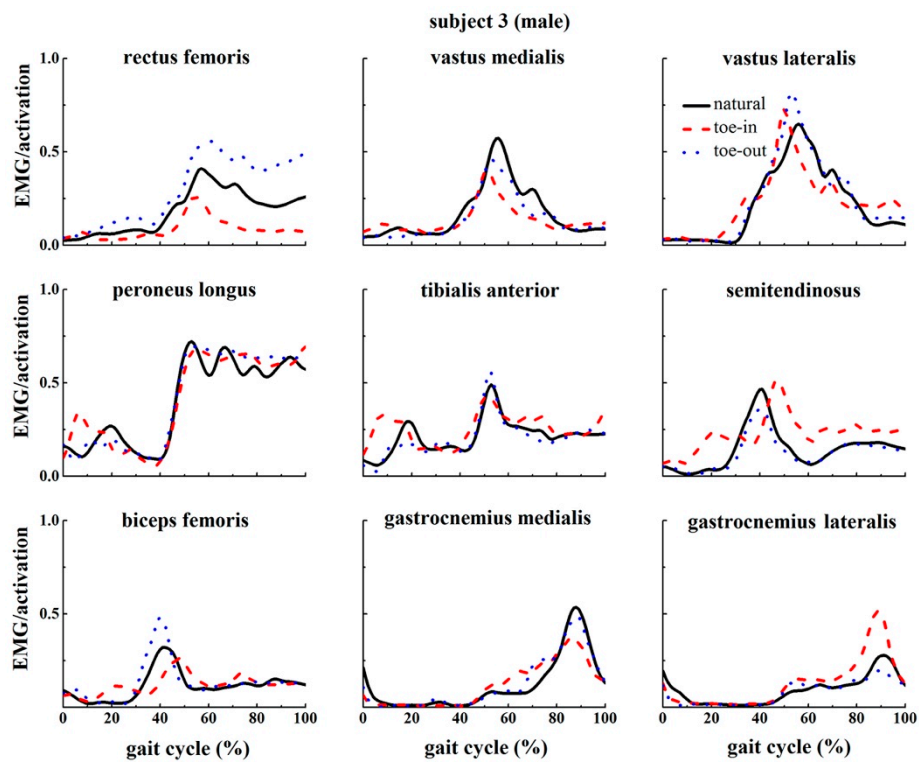 subject 3 (male)
rectus femoris
vastus medialis
vastus lateralis
1.0
0.5
0.0
EMG/activation
natural
toe-in
toe-out
peroneus longus
tibialis anterior
semitendinosus
1.0
0.5
0.0
EMG/activation
biceps femoris
gastrocnemius medialis
gastrocnemius lateralis
1.0
0.5
EMG/activation
0 20 40 60 80 100
0 20 40 60 80 100
0 20 40 60 80 100
gait cycle (%)
gait cycle (%)
gait cycle (%)